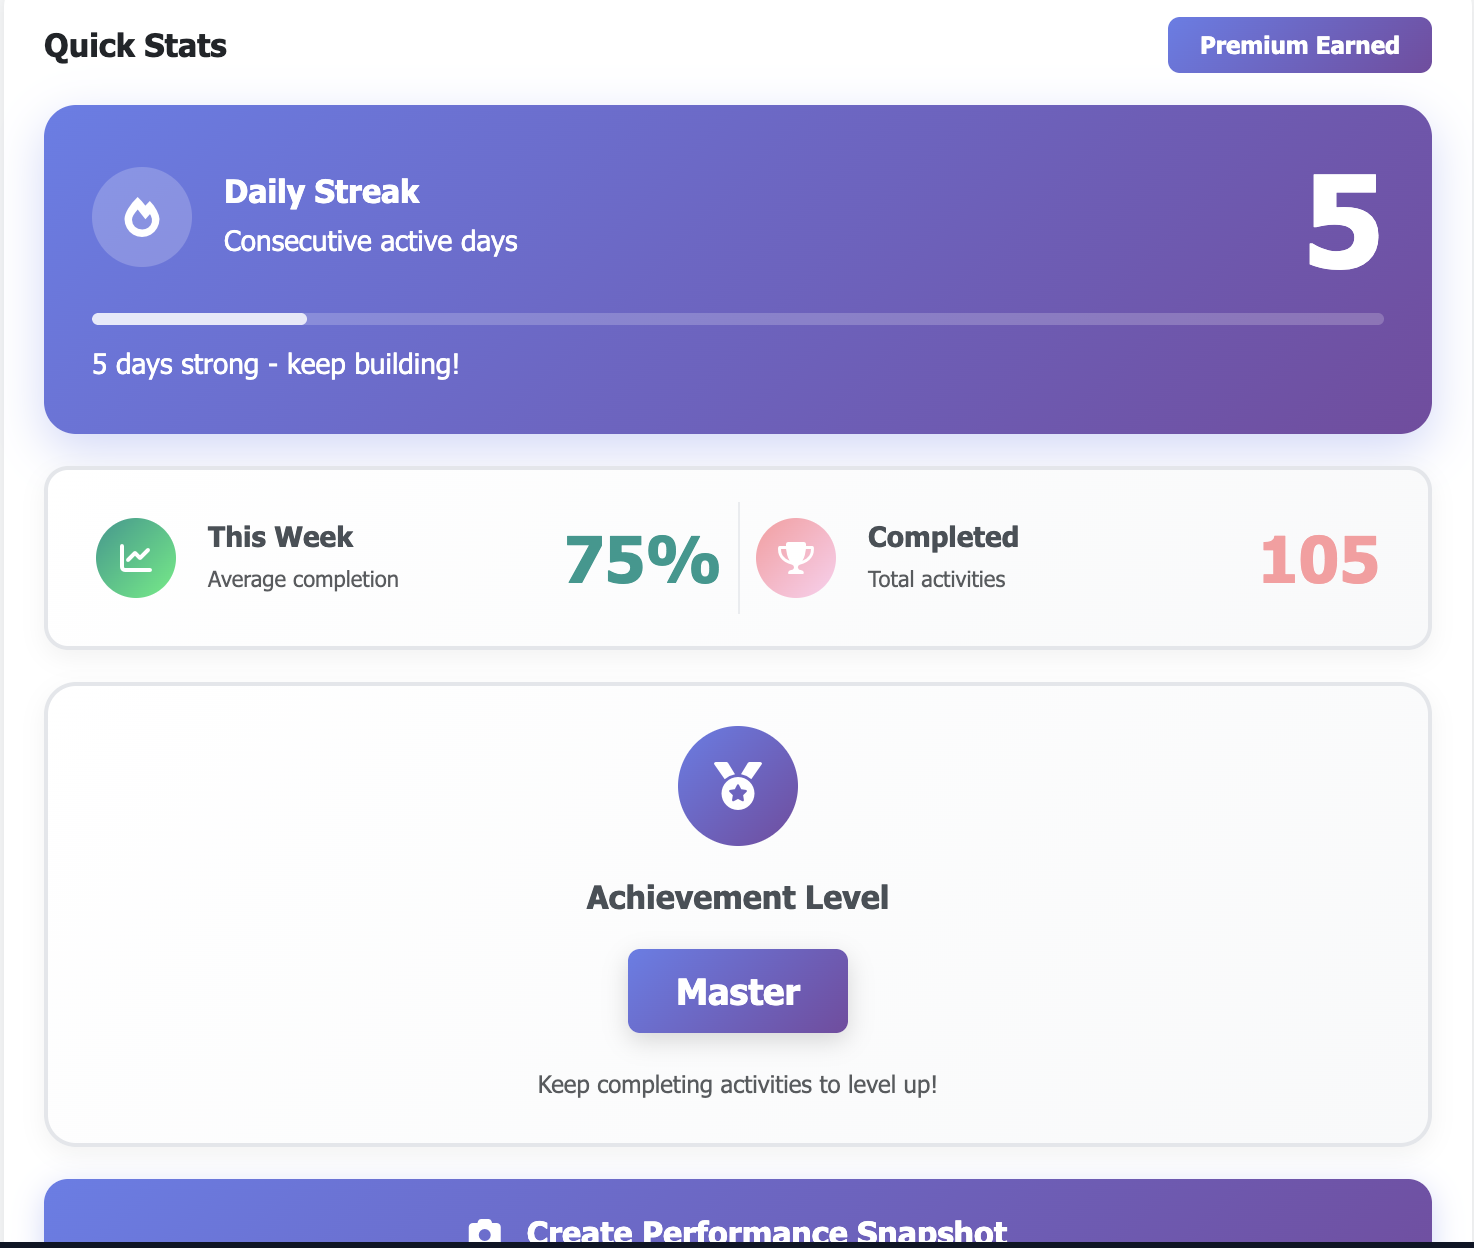 Quick Stats
Premium Earned
Daily Streak
Consecutive active days
5
5 days strong - keep building!
This Week
Average completion
75%
Completed
Total activities
105
Achievement Level
Master
Keep completing activities to level up!
Create Performance Snapshot